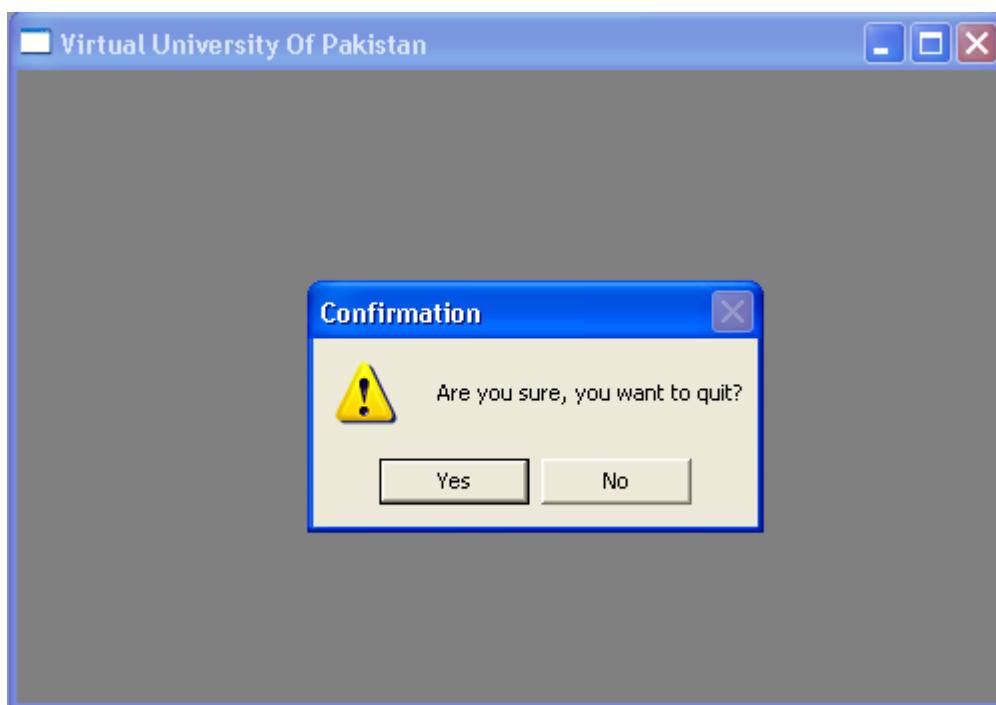 Virtual University Of Pakistan
Confirmation
Are you sure, you want to quit?
Yes No